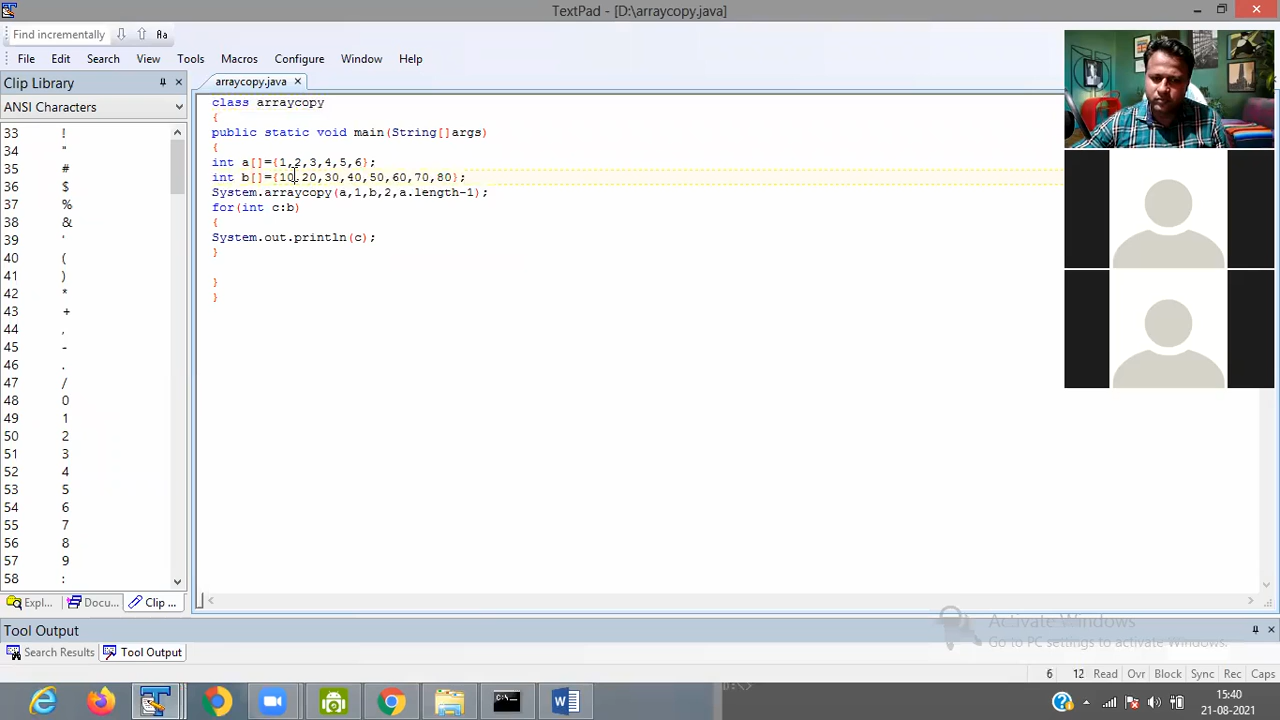 TextPad - [D:\arraycopy.java]
Find incrementally
Aa
File Edit Search View Tools Macros Configure Window Help
Clip Library
arraycopy.java
ANSI Characters
33 !
34 "
35 #
36 $
37 %
38 &
39 '
40 (
41 )
42 *
43 +
44 ,
45 -
46 .
47 /
48 0
49 1
50 2
51 3
52 4
53 5
54 6
55 7
56 8
57 9
58 :
class arraycopy
{
public static void main(String[]args)
{
int a[]={1,2,3,4,5,6};
int b[]={10,20,30,40,50,60,70,80};
System.arraycopy(a,1,b,2,a.length-1);
for(int c:b)
{
System.out.println(c);
}
}
}
Expl... Docu... Clip ...
Tool Output
Search Results Tool Output
Activate Windows
Go to PC settings to activate Windows.
6 12 Read Ovr Block Sync Rec Caps
D:\>
15:40
21-08-2021